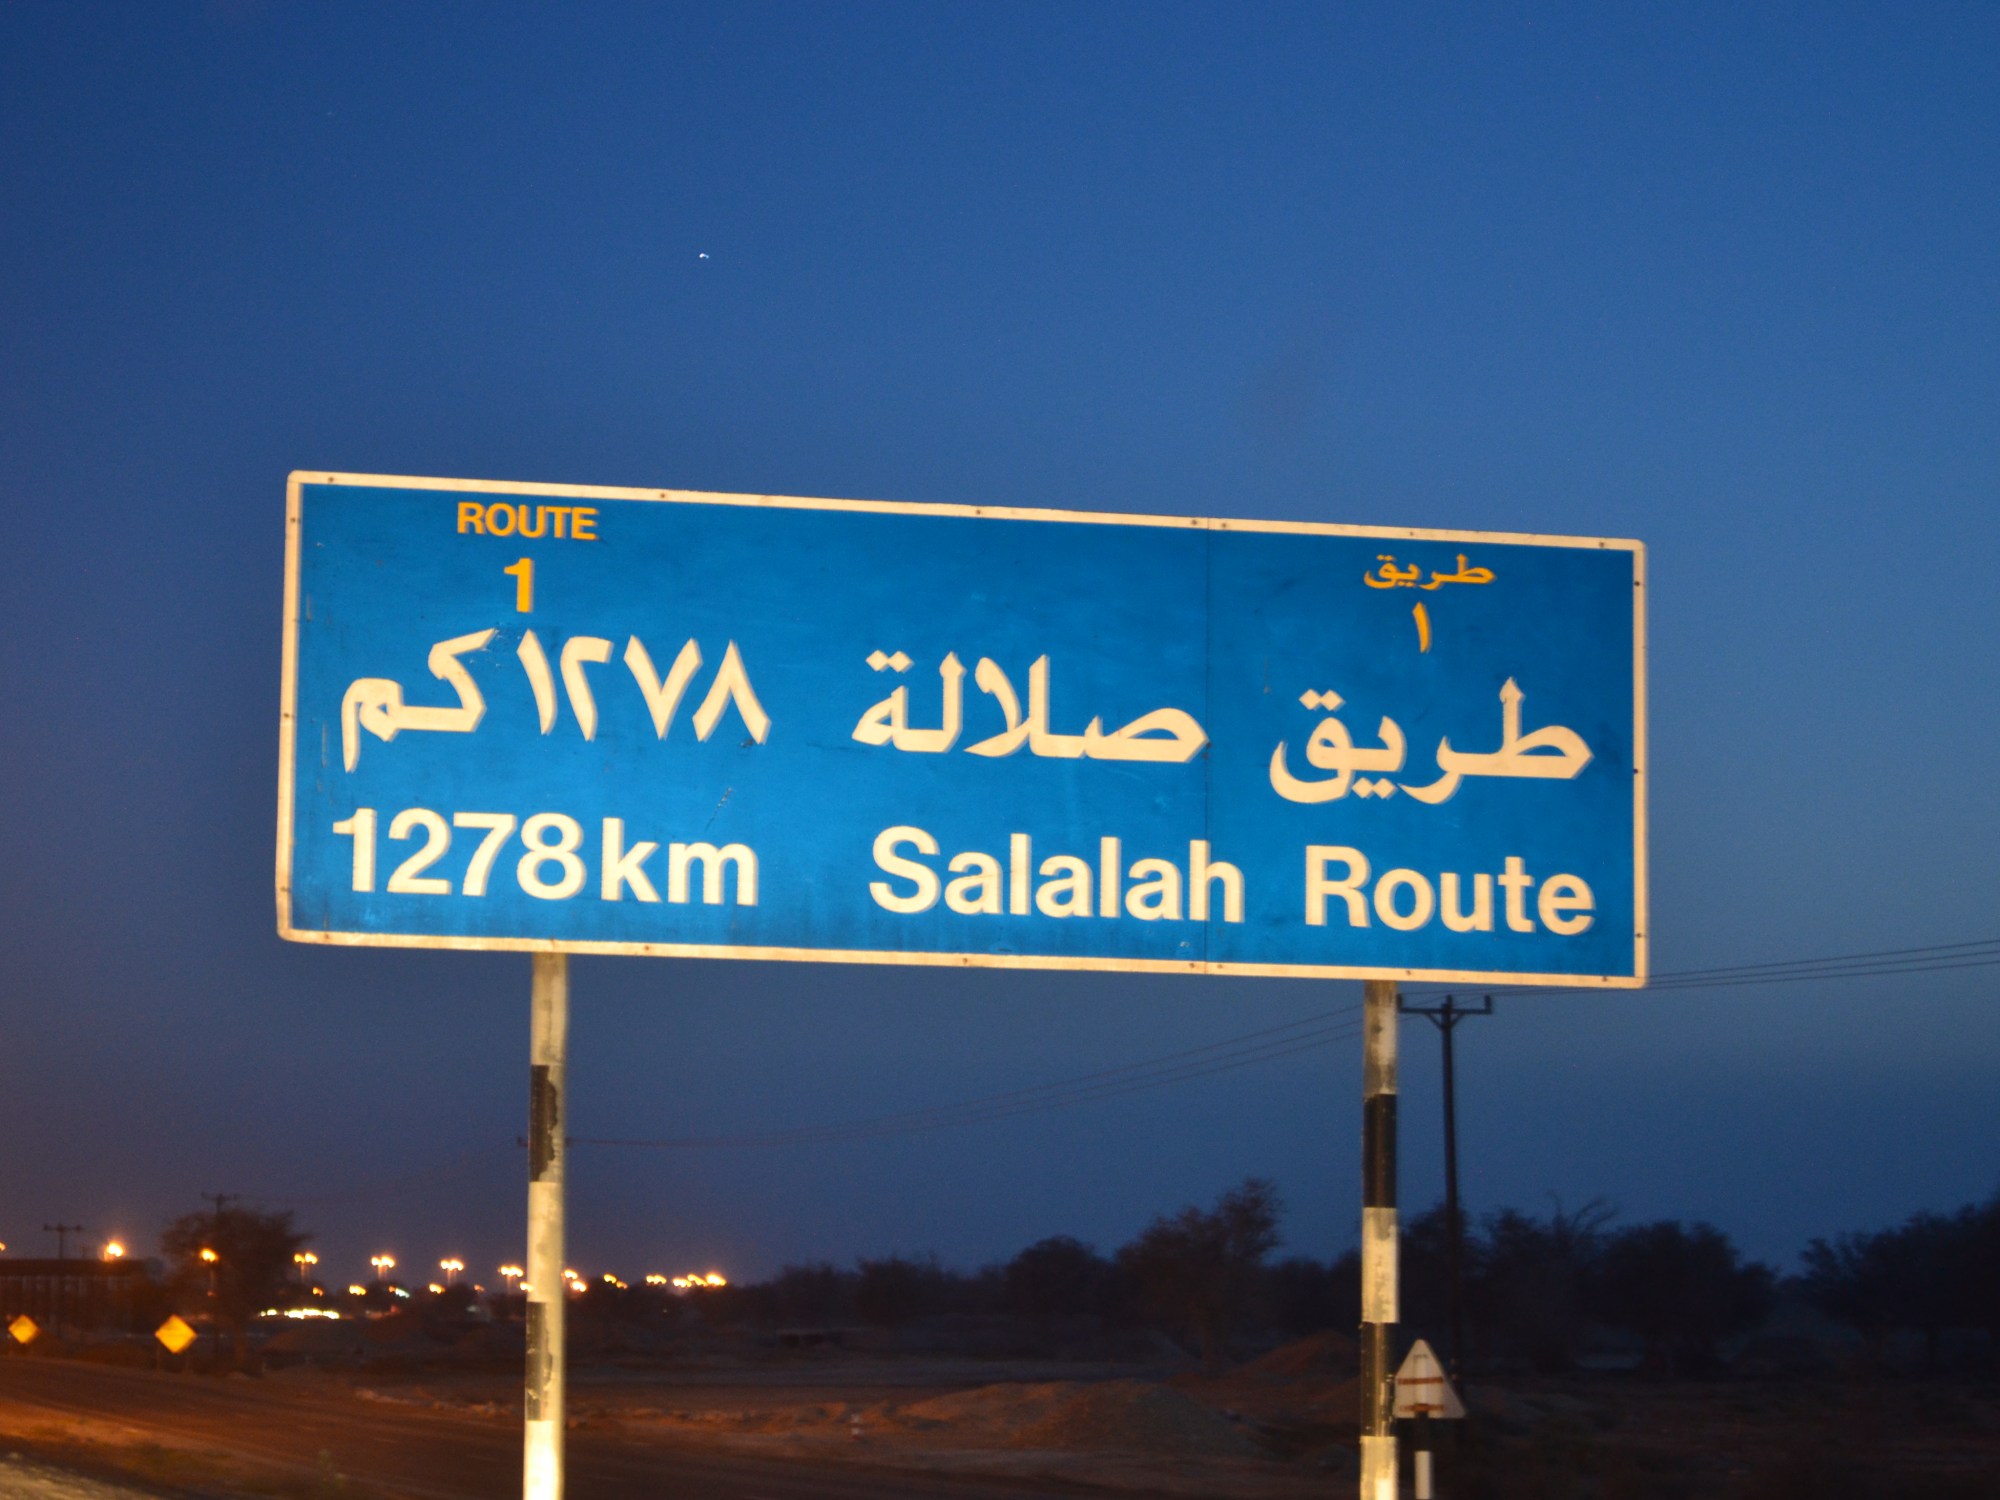 ROUTE
1
طريق
١
طريق صلالة ١٢٧٨كم
1278km Salalah Route